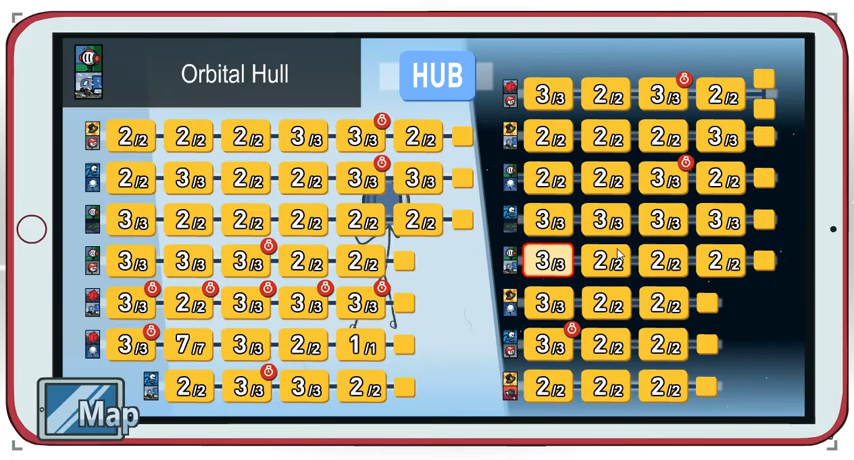 Orbital Hull
HUB
2/2 2/2 2/2 3/3 3/3 2/2
2/2 3/3 2/2 2/2 3/3 3/3
3/3 2/2 2/2 2/2 2/2 2/2
3/3 3/3 3/3 2/2 2/2
3/3 2/2 3/3 3/3 3/3
3/3 7/7 3/3 2/2 1/1
2/2 3/3 3/3 2/2
3/3 2/2 3/3 2/2
2/2 2/2 2/2 3/3
2/2 2/2 3/3 2/2
3/3 3/3 3/3 3/3
3/3 2/2 2/2 2/2
3/3 2/2 2/2
3/3 2/2 2/2
2/2 2/2 2/2
Map